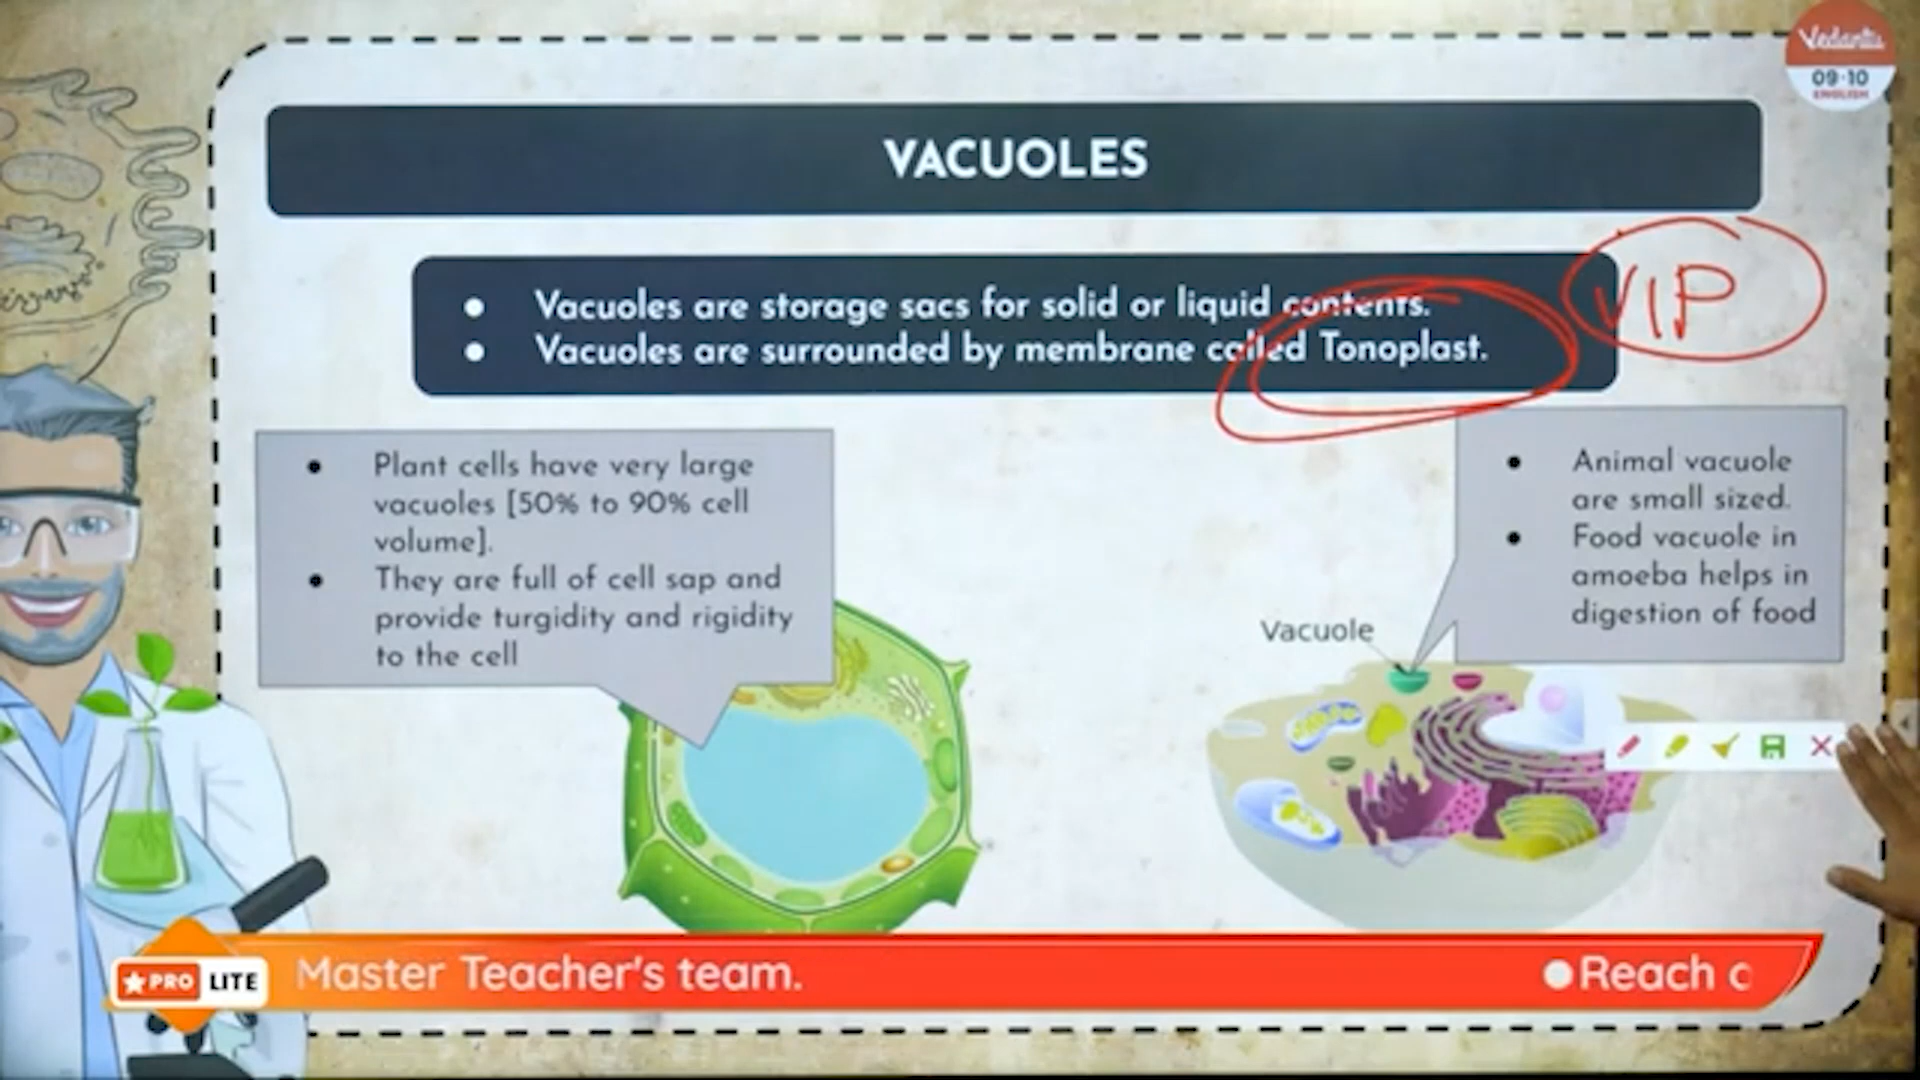 Vedantu
09-10
ENGLISH
VACUOLES
VIP
● Vacuoles are storage sacs for solid or liquid contents.
● Vacuoles are surrounded by membrane called Tonoplast.
● Plant cells have very large
vacuoles [50% to 90% cell
volume].
● They are full of cell sap and
provide turgidity and rigidity
to the cell
● Animal vacuole
are small sized.
● Food vacuole in
amoeba helps in
digestion of food
Vacuole
PRO LITE
Master Teacher's team.
●Reach